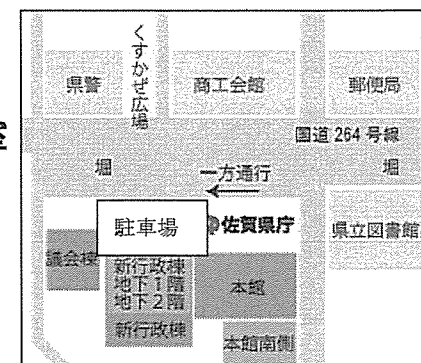 くすかぜ広場
県警
商工会館
郵便局
国道 264 号線
堀
一方通行
堀
駐車場
佐賀県庁
県立図書館
議会棟
新行政棟
地下1階
地下2階
新行政棟
本館
本館南側